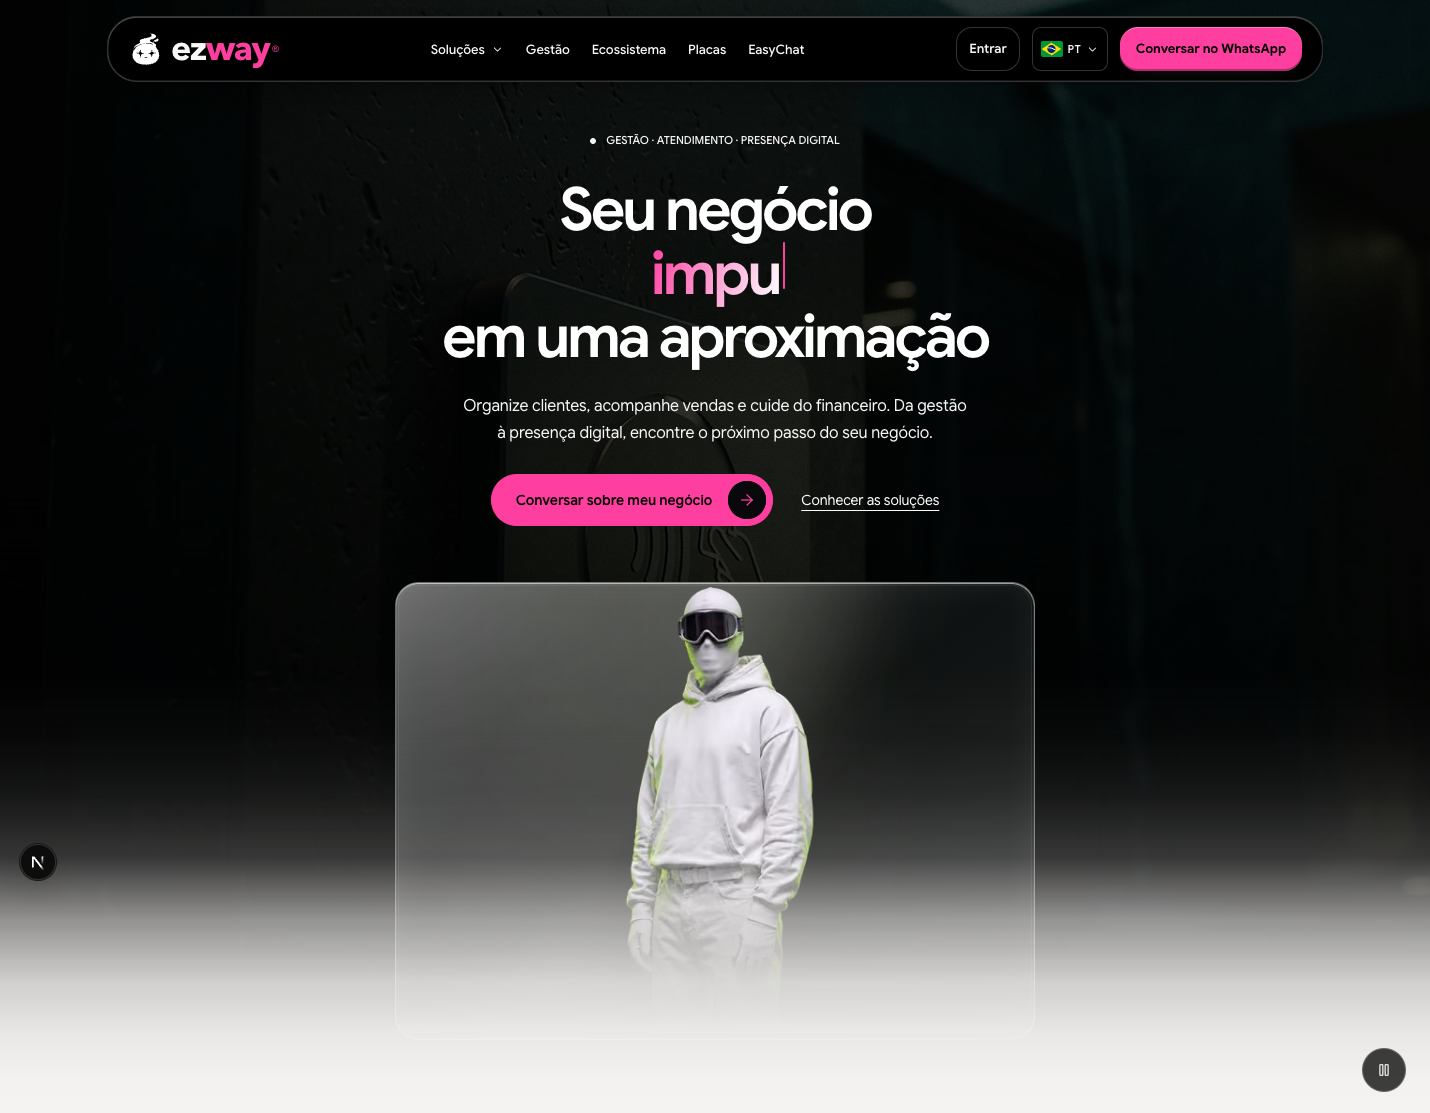 ezway®
Soluções
Gestão
Ecossistema
Placas
EasyChat
Entrar
PT
Conversar no WhatsApp
GESTÃO · ATENDIMENTO · PRESENÇA DIGITAL
Seu negócio
impu
em uma aproximação
Organize clientes, acompanhe vendas e cuide do financeiro. Da gestão
à presença digital, encontre o próximo passo do seu negócio.
Conversar sobre meu negócio
Conhecer as soluções
N